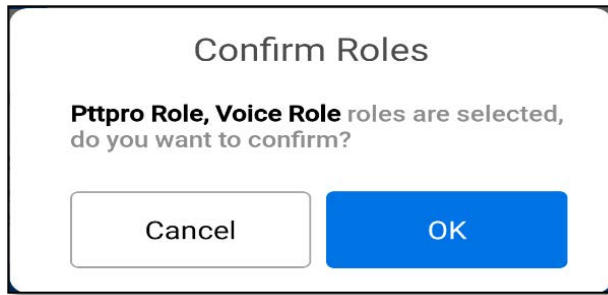 Confirm Roles
Pttpro Role, Voice Role roles are selected,
do you want to confirm?
Cancel
OK